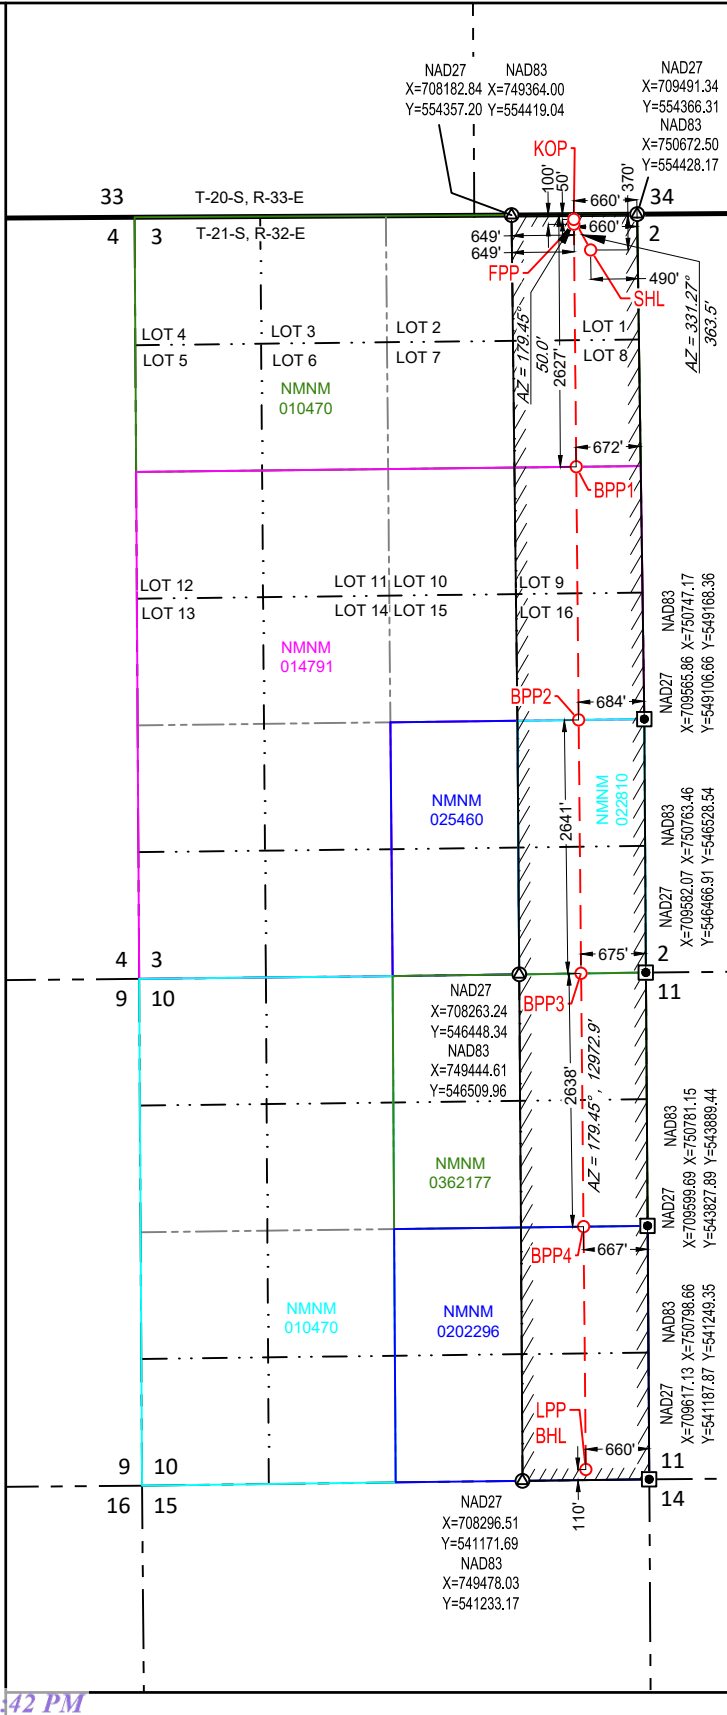 NAD27
X=708182.84
Y=554357.20
NAD83
X=749364.00
Y=554419.04
NAD27
X=709491.34
Y=554366.31
NAD83
X=750672.50
Y=554428.17
KOP
100'
50'
660'
370'
33
T-20-S, R-33-E
34
4
3
T-21-S, R-32-E
2
649'
660'
649'
FPP
490'
SHL
AZ = 179.45°
50.0'
2627'
AZ = 331.27°
363.5'
LOT 4
LOT 3
LOT 2
LOT 1
LOT 5
LOT 6
LOT 7
LOT 8
NMNM
010470
672'
BPP1
LOT 12
LOT 11
LOT 10
LOT 9
LOT 13
LOT 14
LOT 15
LOT 16
NMNM
014791
NAD83
X=750747.17
Y=549168.36
NAD27
X=709565.86
Y=549106.66
BPP2
684'
NMNM
025460
2641'
NMNM
022810
NAD83
X=750763.46
Y=546528.54
NAD27
X=709582.07
Y=546466.91
675'
4
3
2
9
10
11
BPP3
NAD27
X=708263.24
Y=546448.34
NAD83
X=749444.61
Y=546509.96
2638'
AZ = 179.45°, 12972.9'
NMNM
0362177
NAD83
X=750781.15
Y=543889.44
NAD27
X=709599.69
Y=543827.89
BPP4
667'
NMNM
010470
NMNM
0202296
NAD83
X=750798.66
Y=541249.35
NAD27
X=709617.13
Y=541187.87
LPP
BHL
660'
9
10
11
16
15
14
110'
NAD27
X=708296.51
Y=541171.69
NAD83
X=749478.03
Y=541233.17
:42 PM